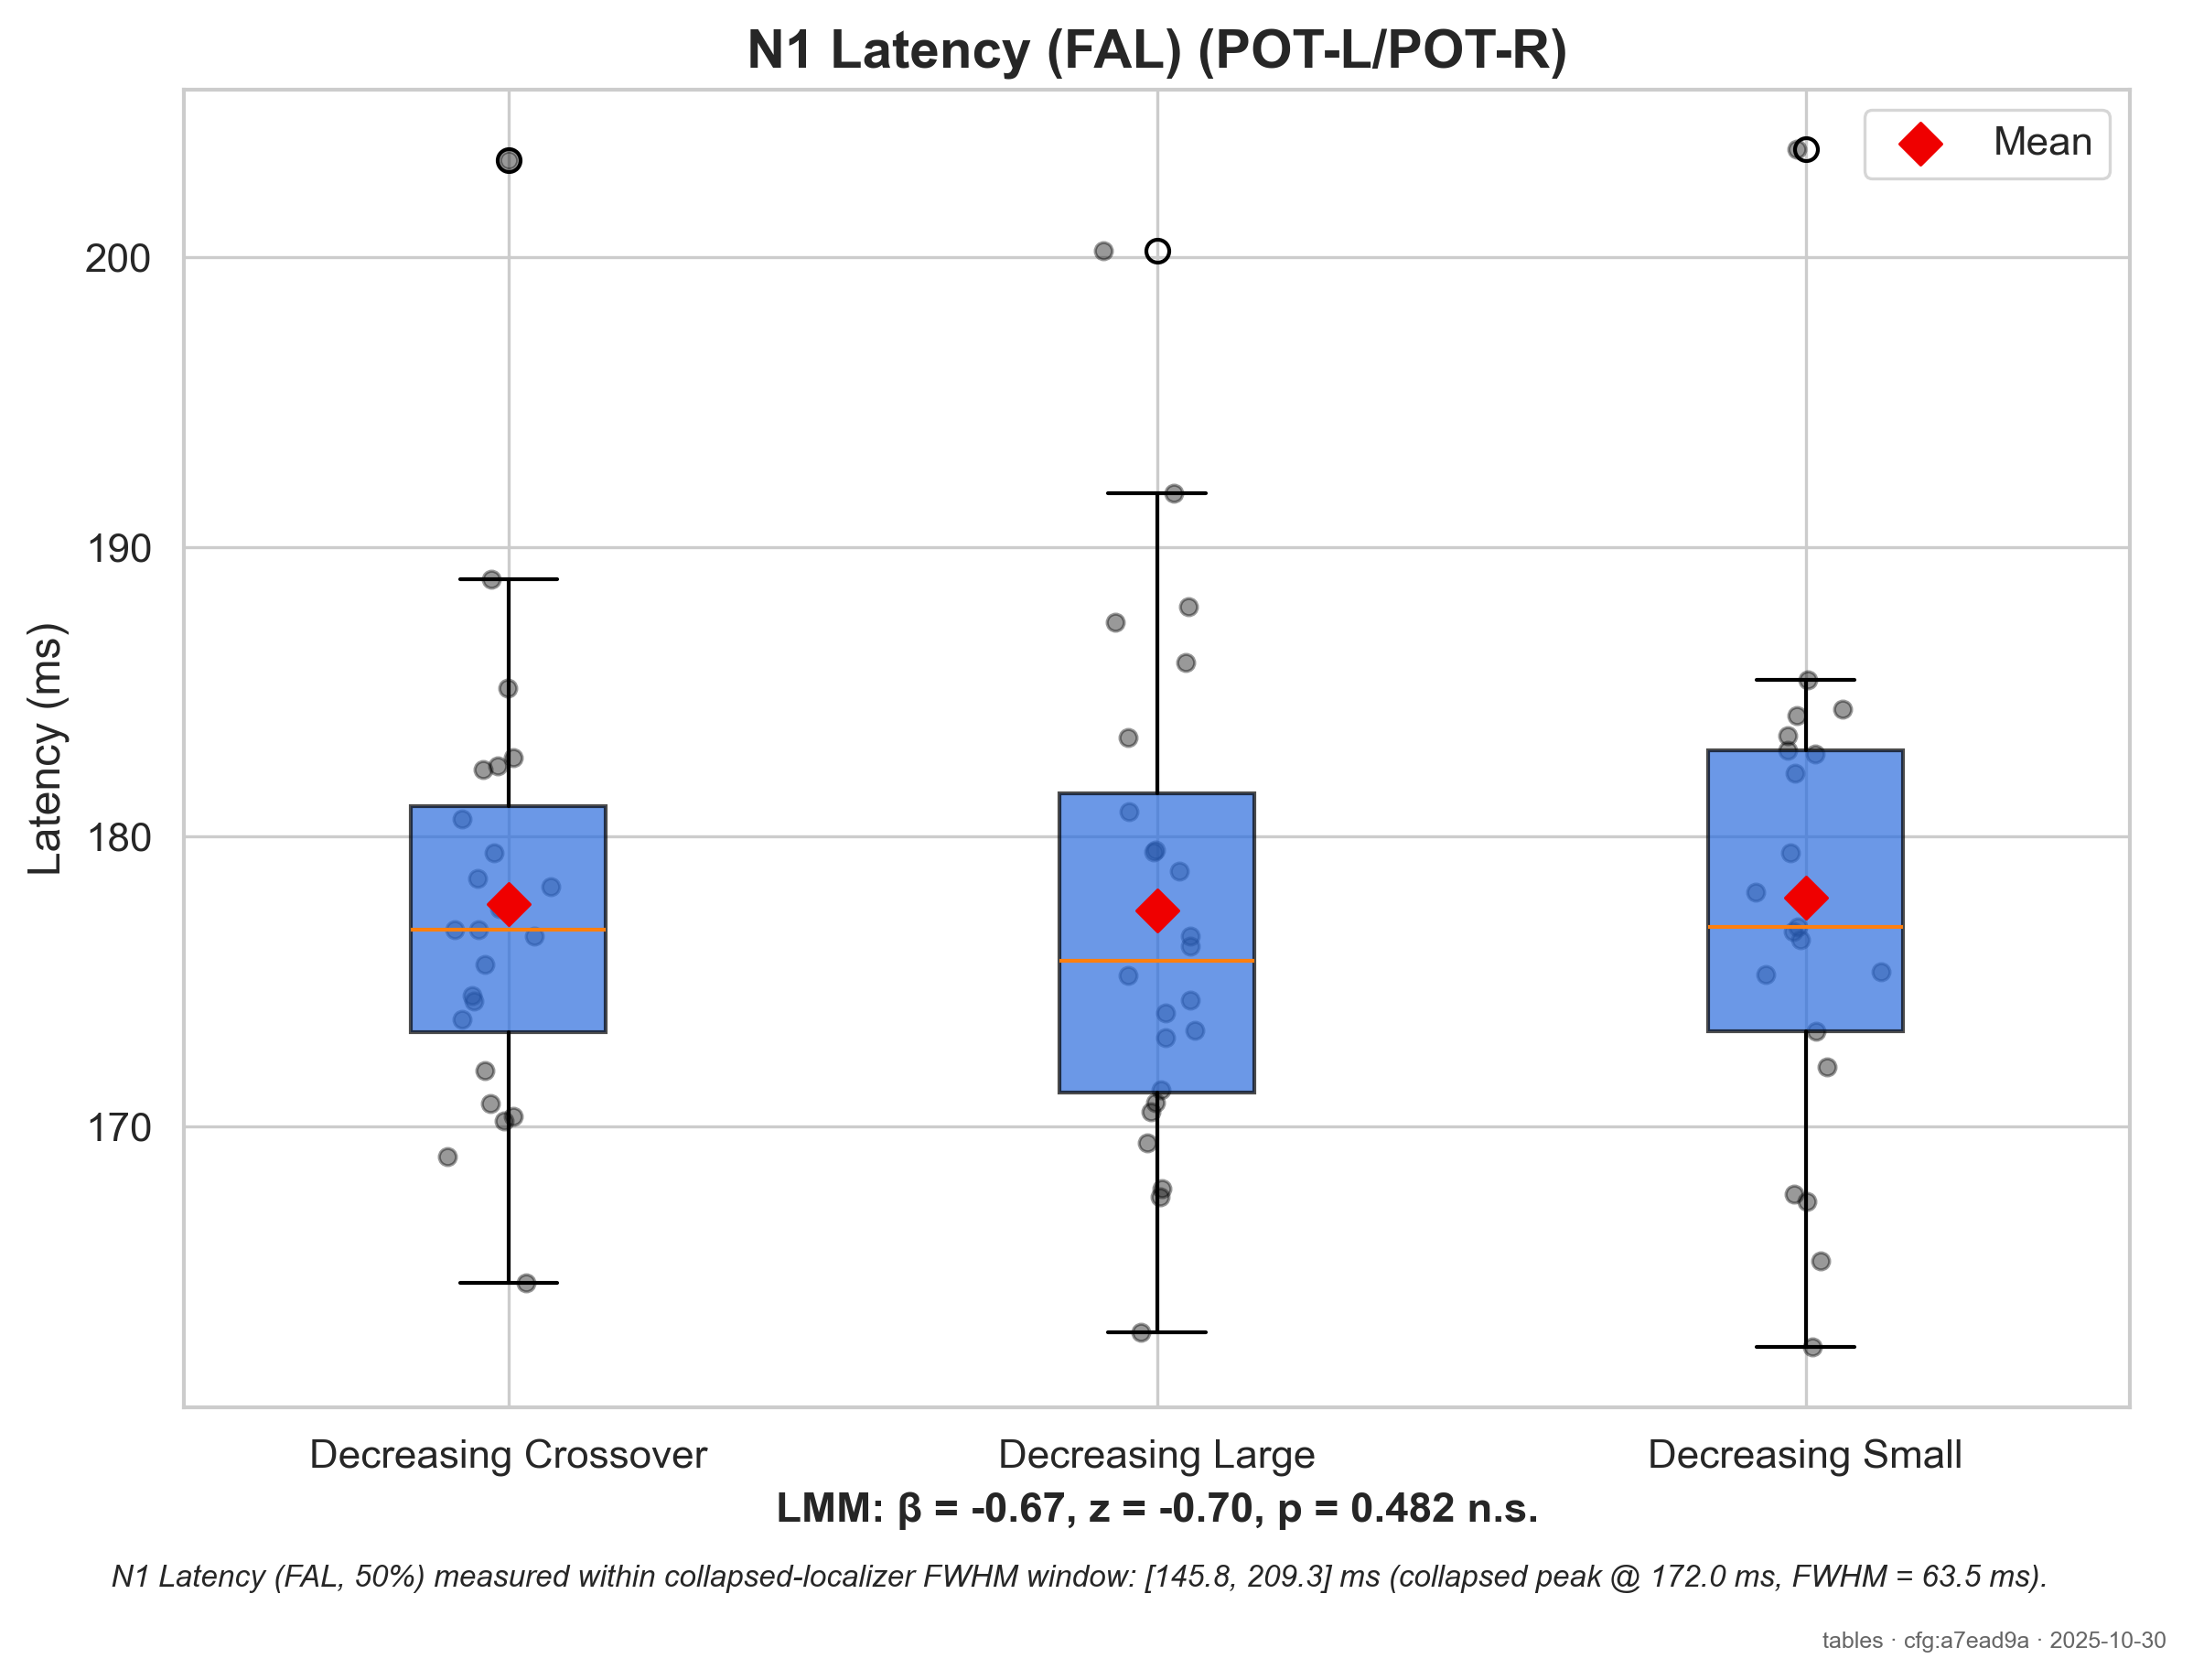 N1 Latency (FAL) (POT-L/POT-R)
Mean
Latency (ms)
200
190
180
170
Decreasing Crossover
Decreasing Large
Decreasing Small
LMM: β = -0.67, z = -0.70, p = 0.482 n.s.
N1 Latency (FAL, 50%) measured within collapsed-localizer FWHM window: [145.8, 209.3] ms (collapsed peak @ 172.0 ms, FWHM = 63.5 ms).
tables · cfg:a7ead9a · 2025-10-30